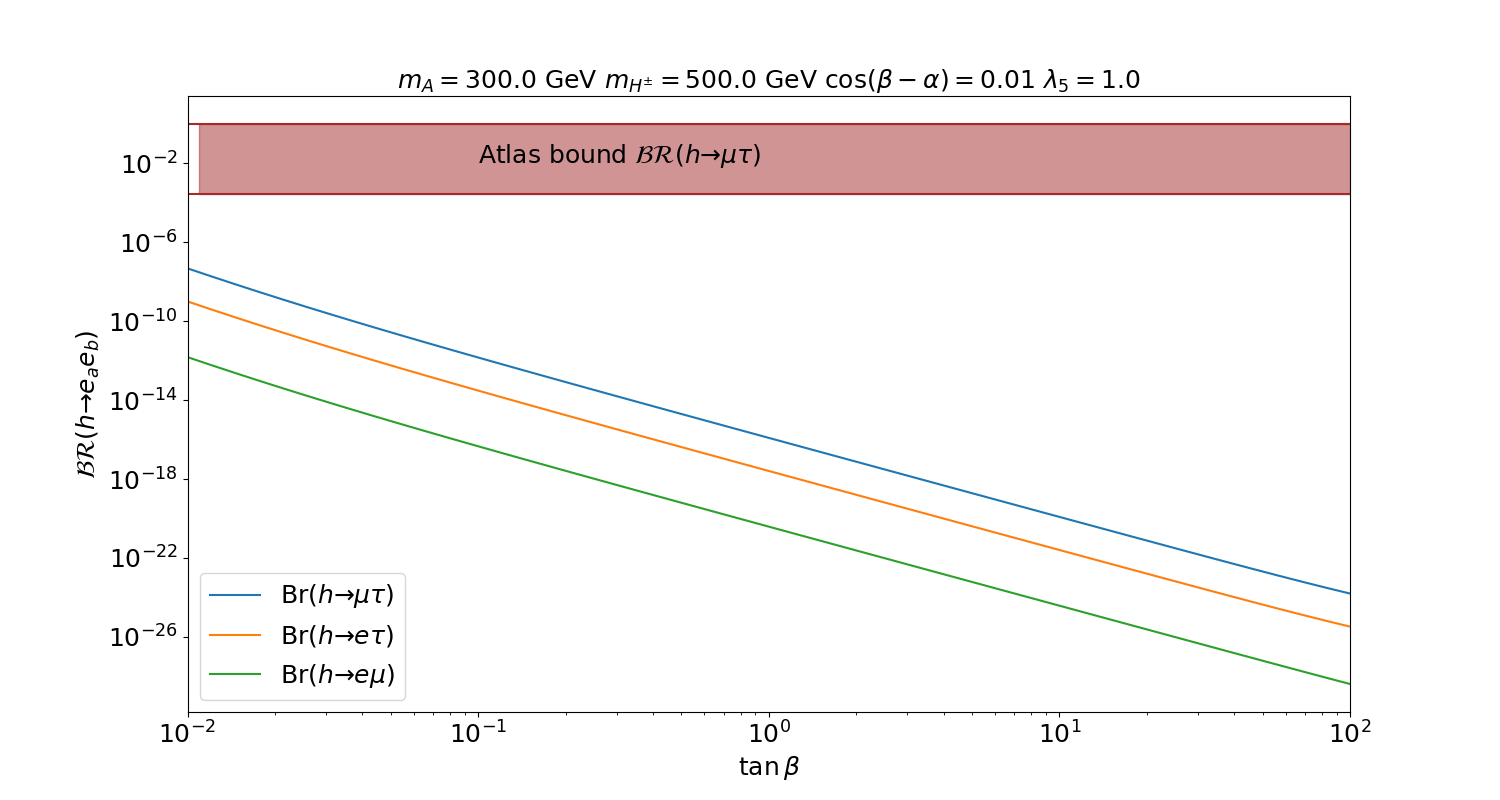 m_A = 300.0 GeV m_{H^±} = 500.0 GeV cos(β − α) = 0.01 λ_5 = 1.0
Atlas bound ℬℛ(h→μτ)
10^{−2}
10^{−6}
10^{−10}
10^{−14}
10^{−18}
10^{−22}
10^{−26}
ℬℛ(h→e_a e_b)
Br(h→μτ)
Br(h→eτ)
Br(h→eμ)
10^{−2} 10^{−1} 10^{0} 10^{1} 10^{2}
tan β